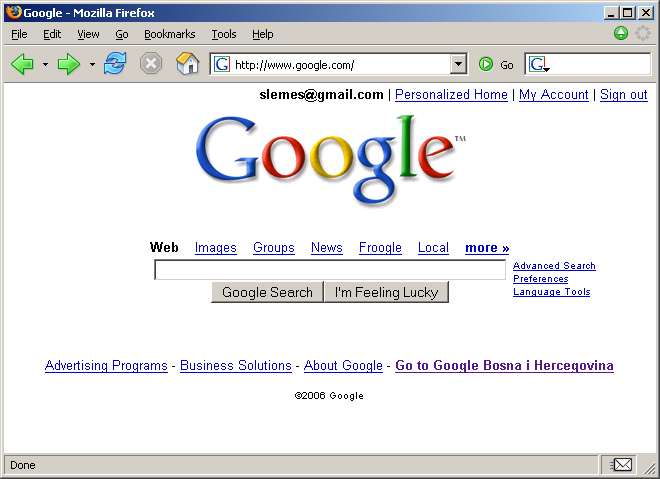 Google - Mozilla Firefox
File Edit View Go Bookmarks Tools Help
G http://www.google.com/ Go G
slemes@gmail.com | Personalized Home | My Account | Sign out
Google™
Web Images Groups News Froogle Local more »
Advanced Search
Preferences
Language Tools
Google Search I'm Feeling Lucky
Advertising Programs - Business Solutions - About Google - Go to Google Bosna i Hercegovina
©2006 Google
Done